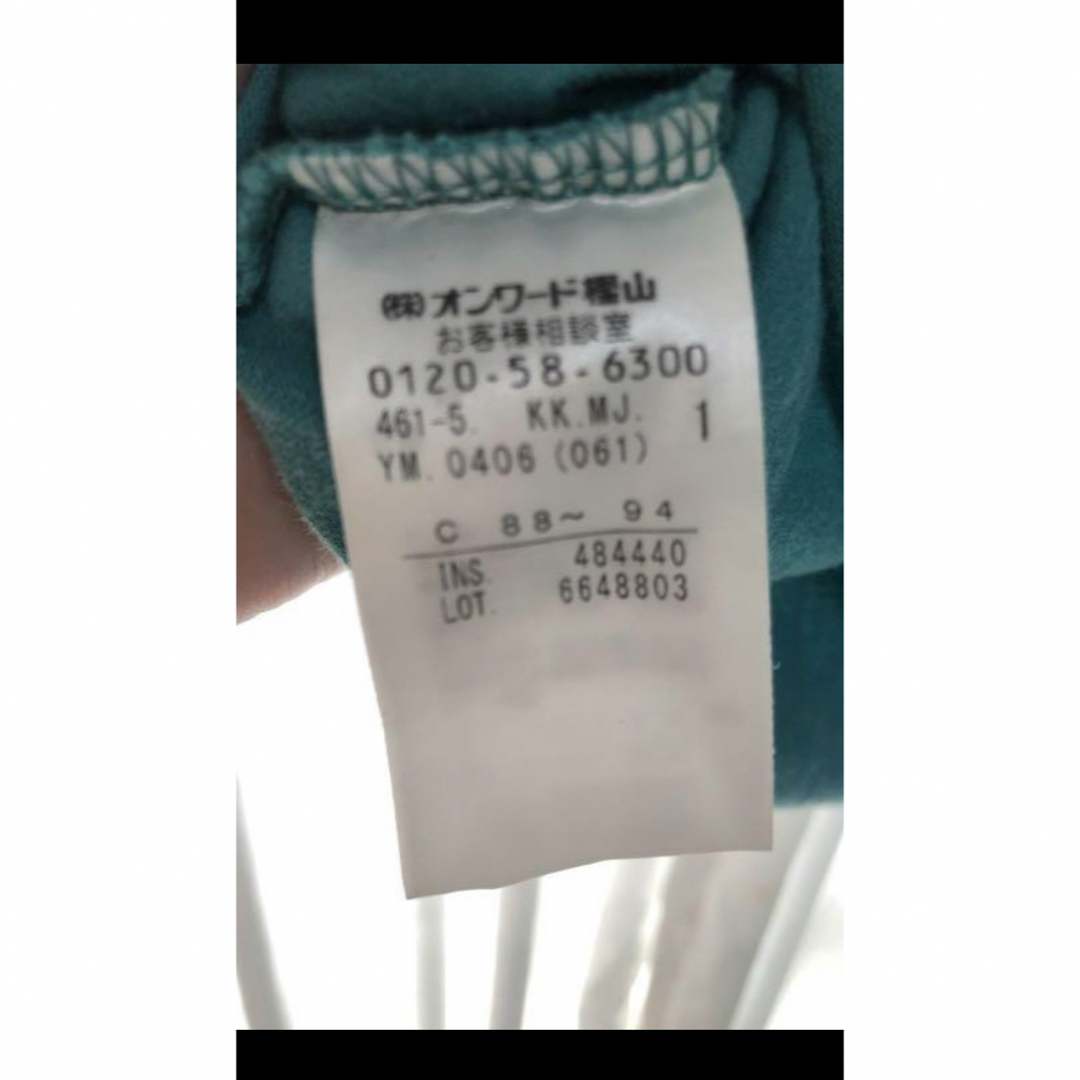 ㈱オンワード樫山
お客様相談室
0120-58-6300
461-5. KK.MJ. 1
YM. 0406 (061)
C 88~ 94
INS. 484440
LOT. 6648803